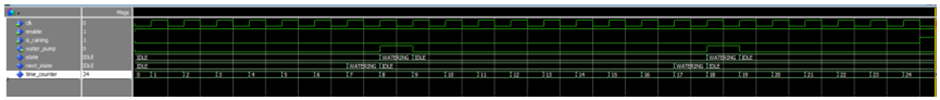 Msgs
clk 0
enable 1
is_raining 1
water_pump 0
state IDLE IDLE WATERING IDLE WATERING IDLE
next_state IDLE IDLE WATERING IDLE WATERING IDLE
time_counter 24 0 1 2 3 4 5 6 7 8 9 10 11 12 13 14 15 16 17 18 19 20 21 22 23 24